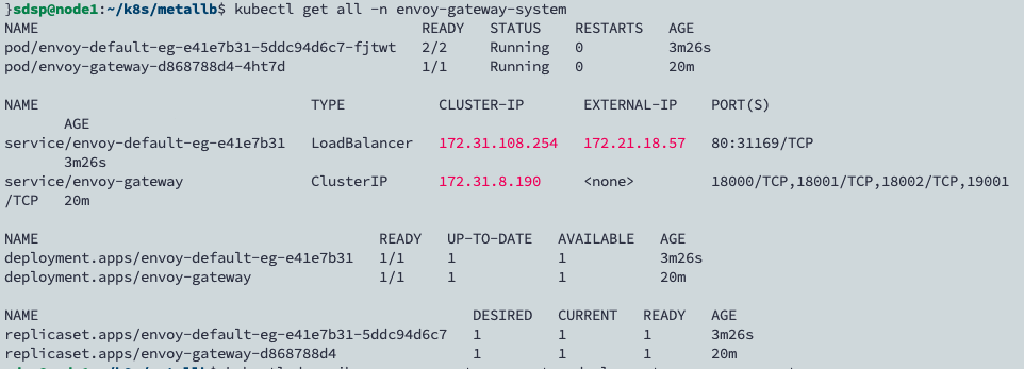 }sdsp@node1:~/k8s/metallb$ kubectl get all -n envoy-gateway-system
NAME READY STATUS RESTARTS AGE
pod/envoy-default-eg-e41e7b31-5ddc94d6c7-fjtwt 2/2 Running 0 3m26s
pod/envoy-gateway-d868788d4-4ht7d 1/1 Running 0 20m
NAME TYPE CLUSTER-IP EXTERNAL-IP PORT(S)
AGE
service/envoy-default-eg-e41e7b31 LoadBalancer 172.31.108.254 172.21.18.57 80:31169/TCP
3m26s
service/envoy-gateway ClusterIP 172.31.8.190 <none> 18000/TCP,18001/TCP,18002/TCP,19001
/TCP 20m
NAME READY UP-TO-DATE AVAILABLE AGE
deployment.apps/envoy-default-eg-e41e7b31 1/1 1 1 3m26s
deployment.apps/envoy-gateway 1/1 1 1 20m
NAME DESIRED CURRENT READY AGE
replicaset.apps/envoy-default-eg-e41e7b31-5ddc94d6c7 1 1 1 3m26s
replicaset.apps/envoy-gateway-d868788d4 1 1 1 20m